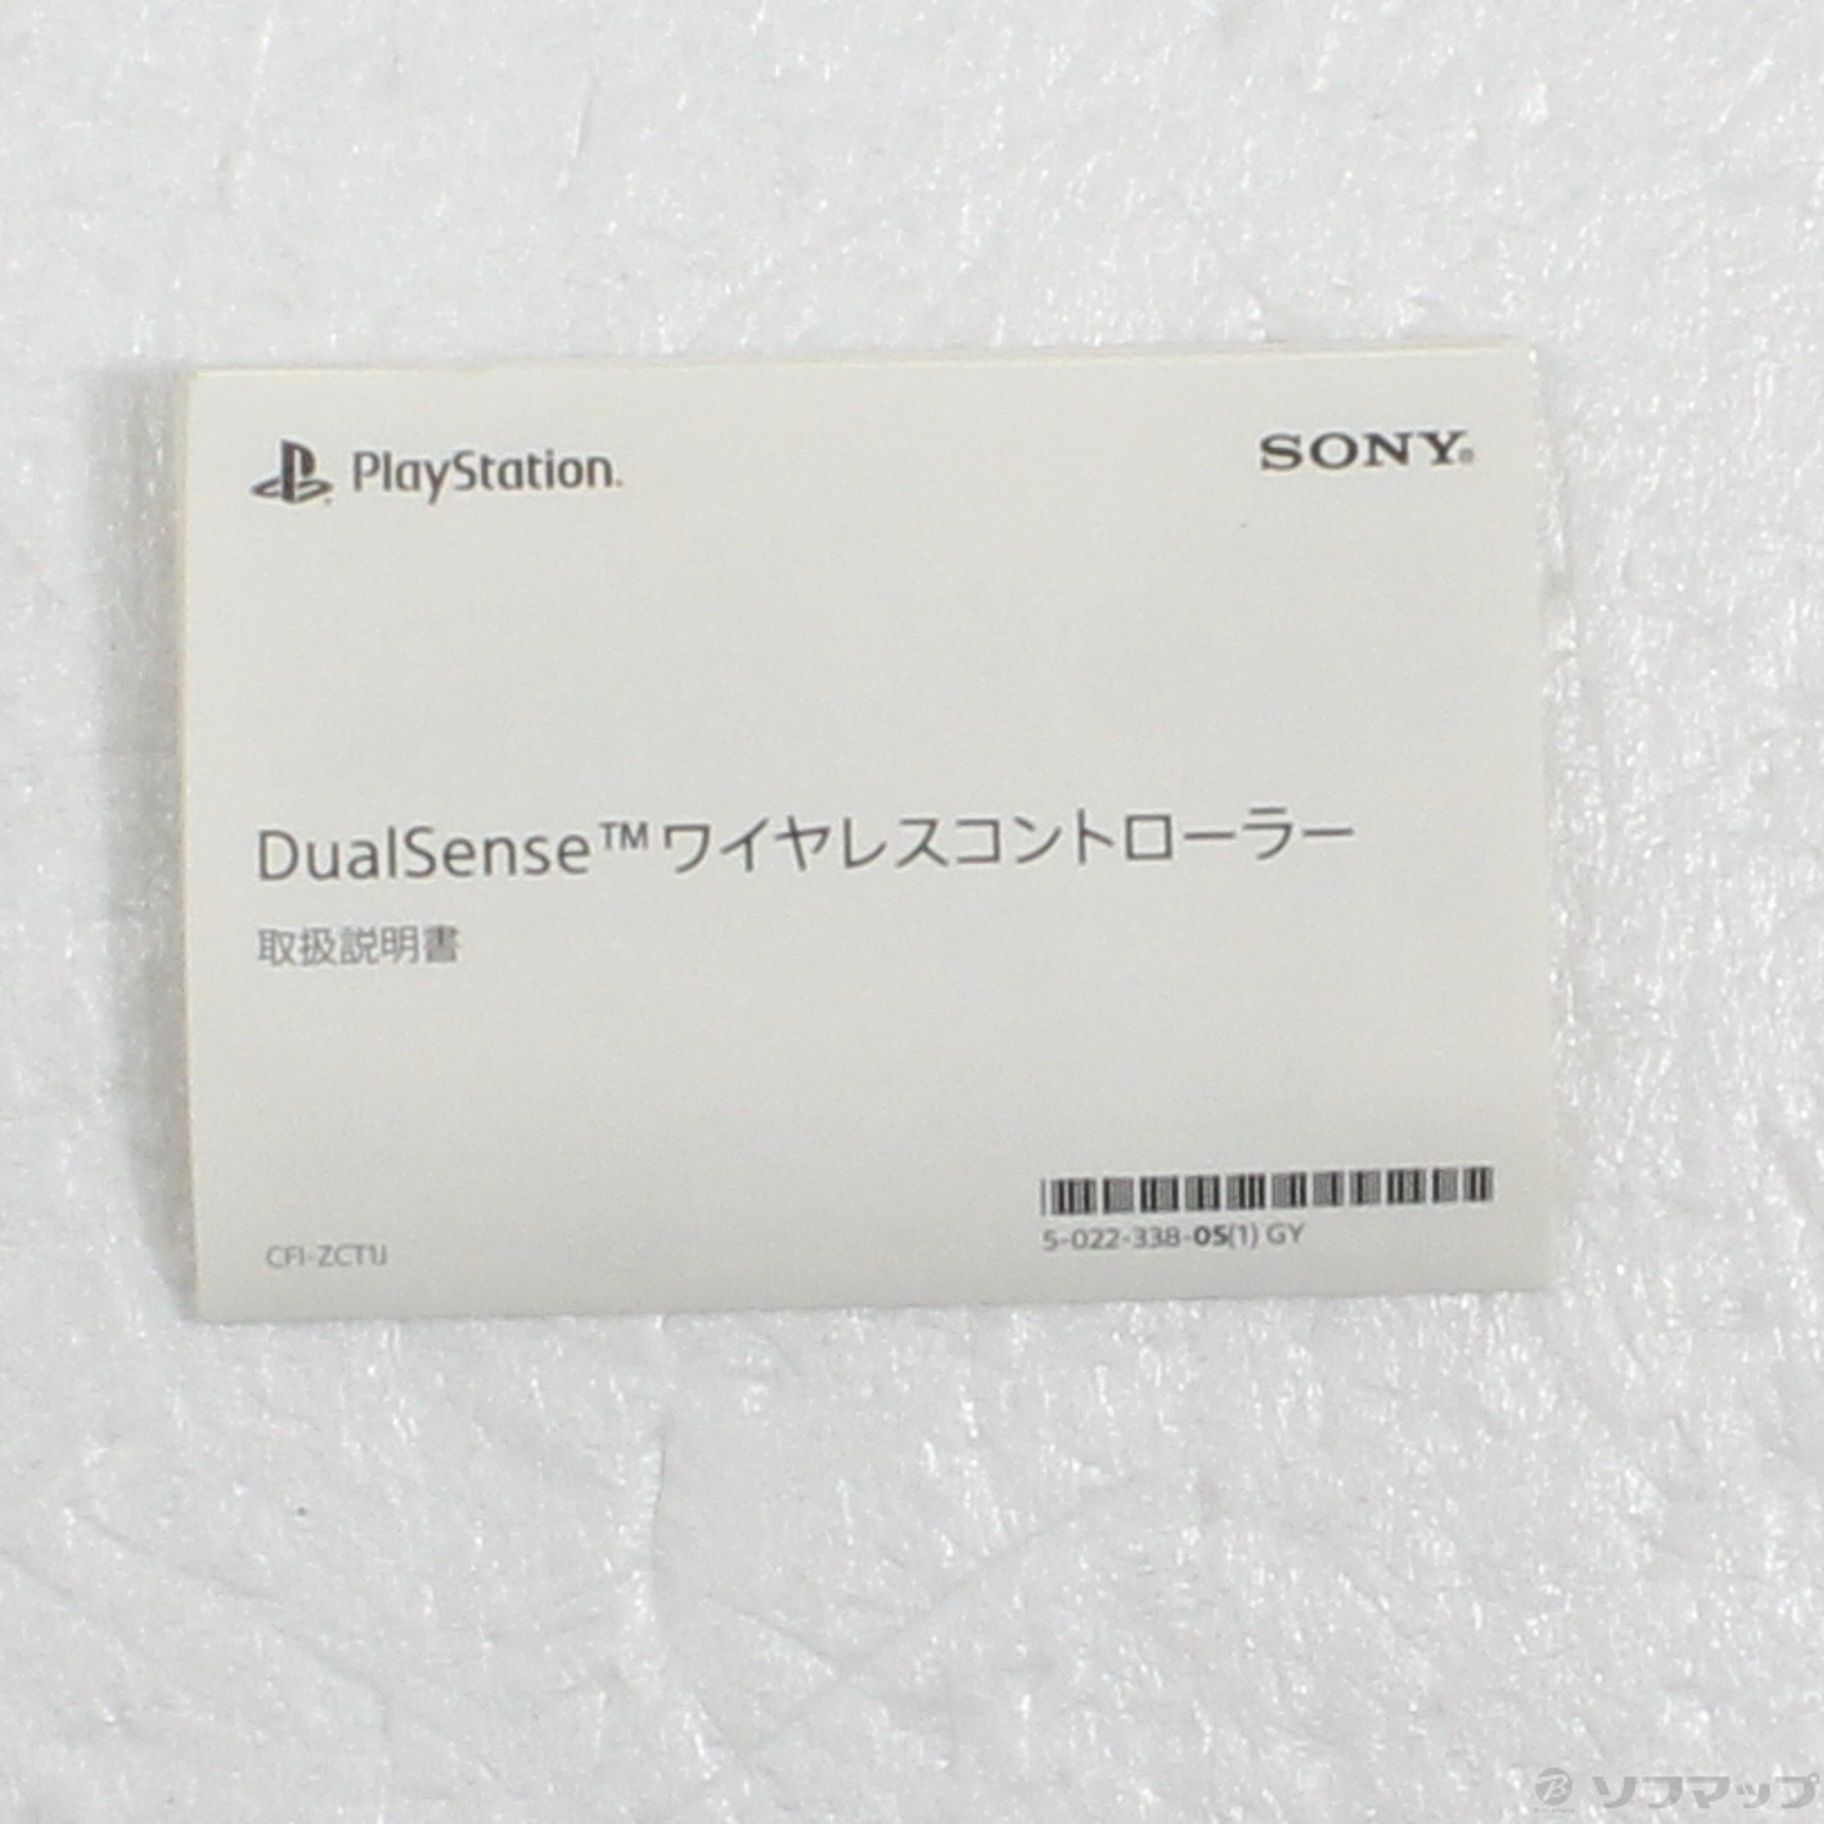 PlayStation®
SONY®
DualSense™ワイヤレスコントローラー
取扱説明書
5-022-338-05(1) GY
CFI-ZCT1J
ソフマップ